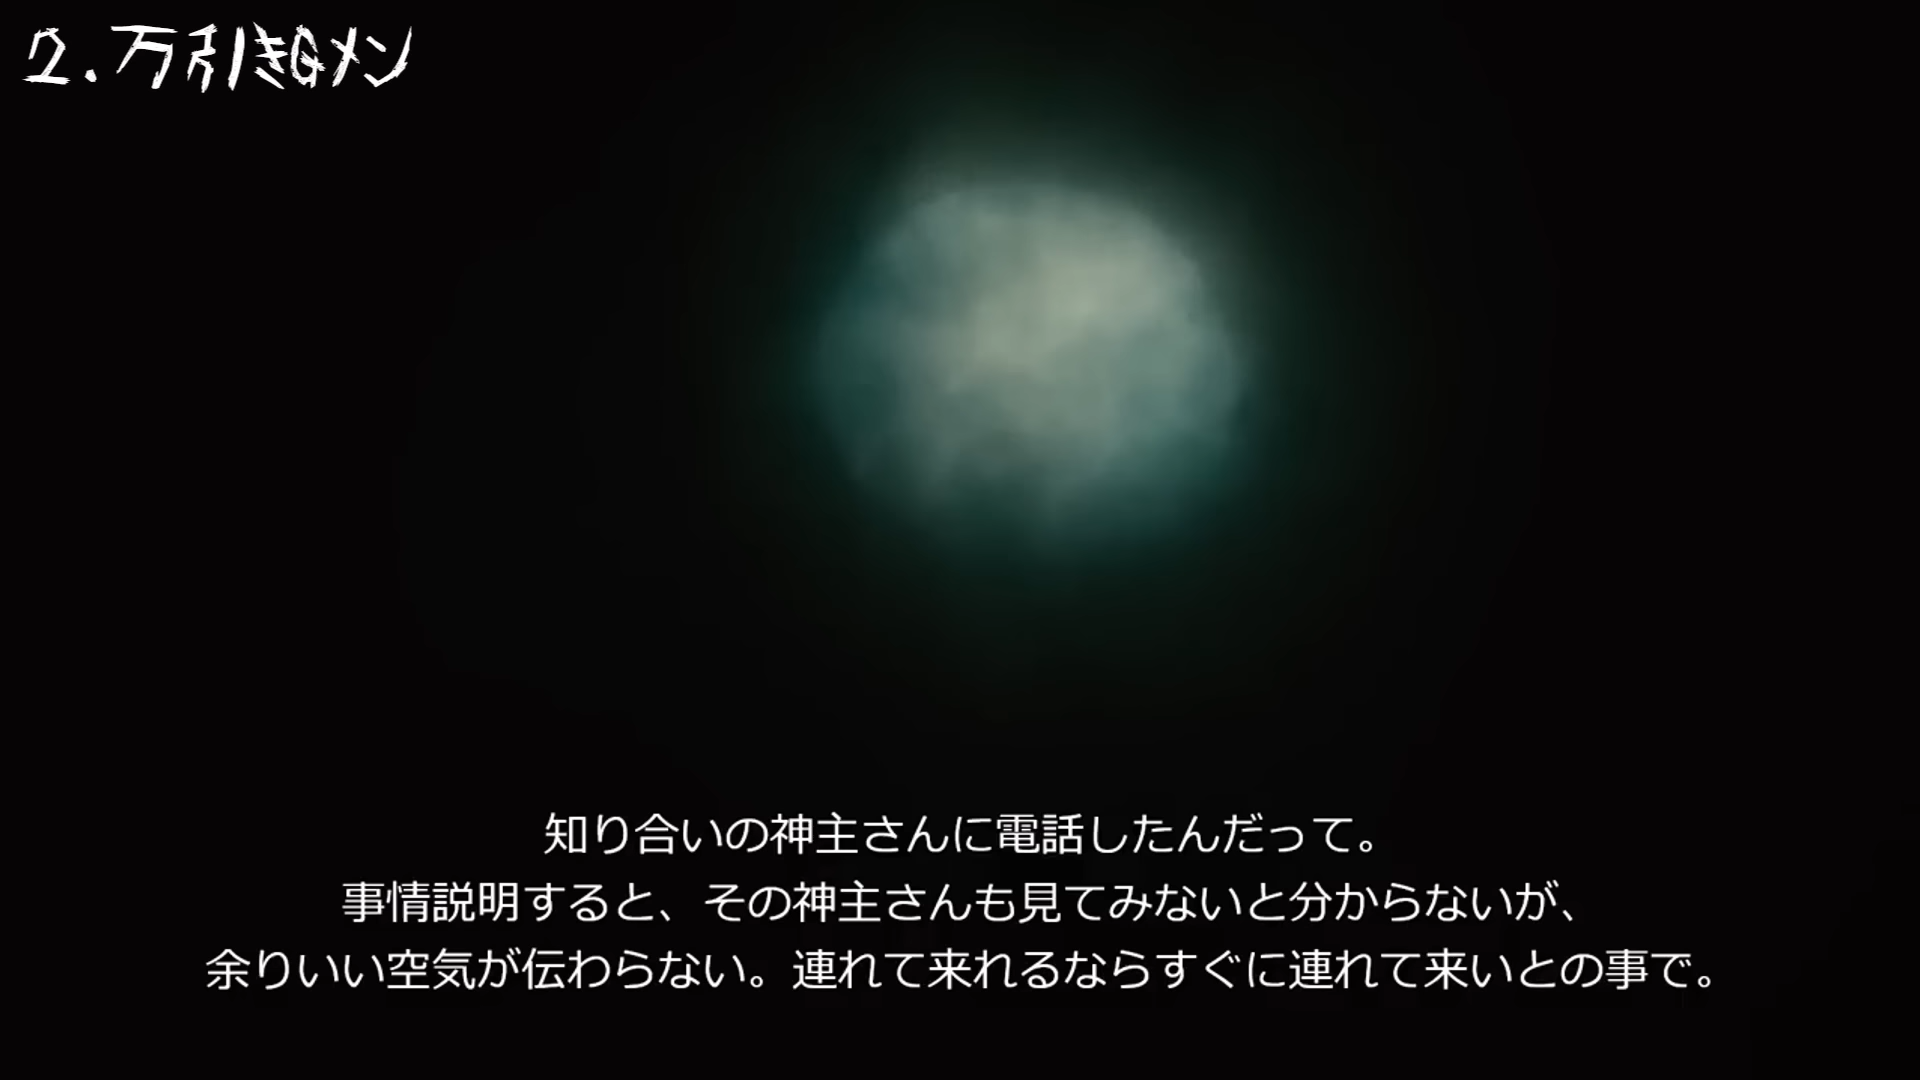 2.万引きGメン
知り合いの神主さんに電話したんだって。
事情説明すると、その神主さんも見てみないと分からないが、
余りいい空気が伝わらない。連れて来れるならすぐに連れて来いとの事で。